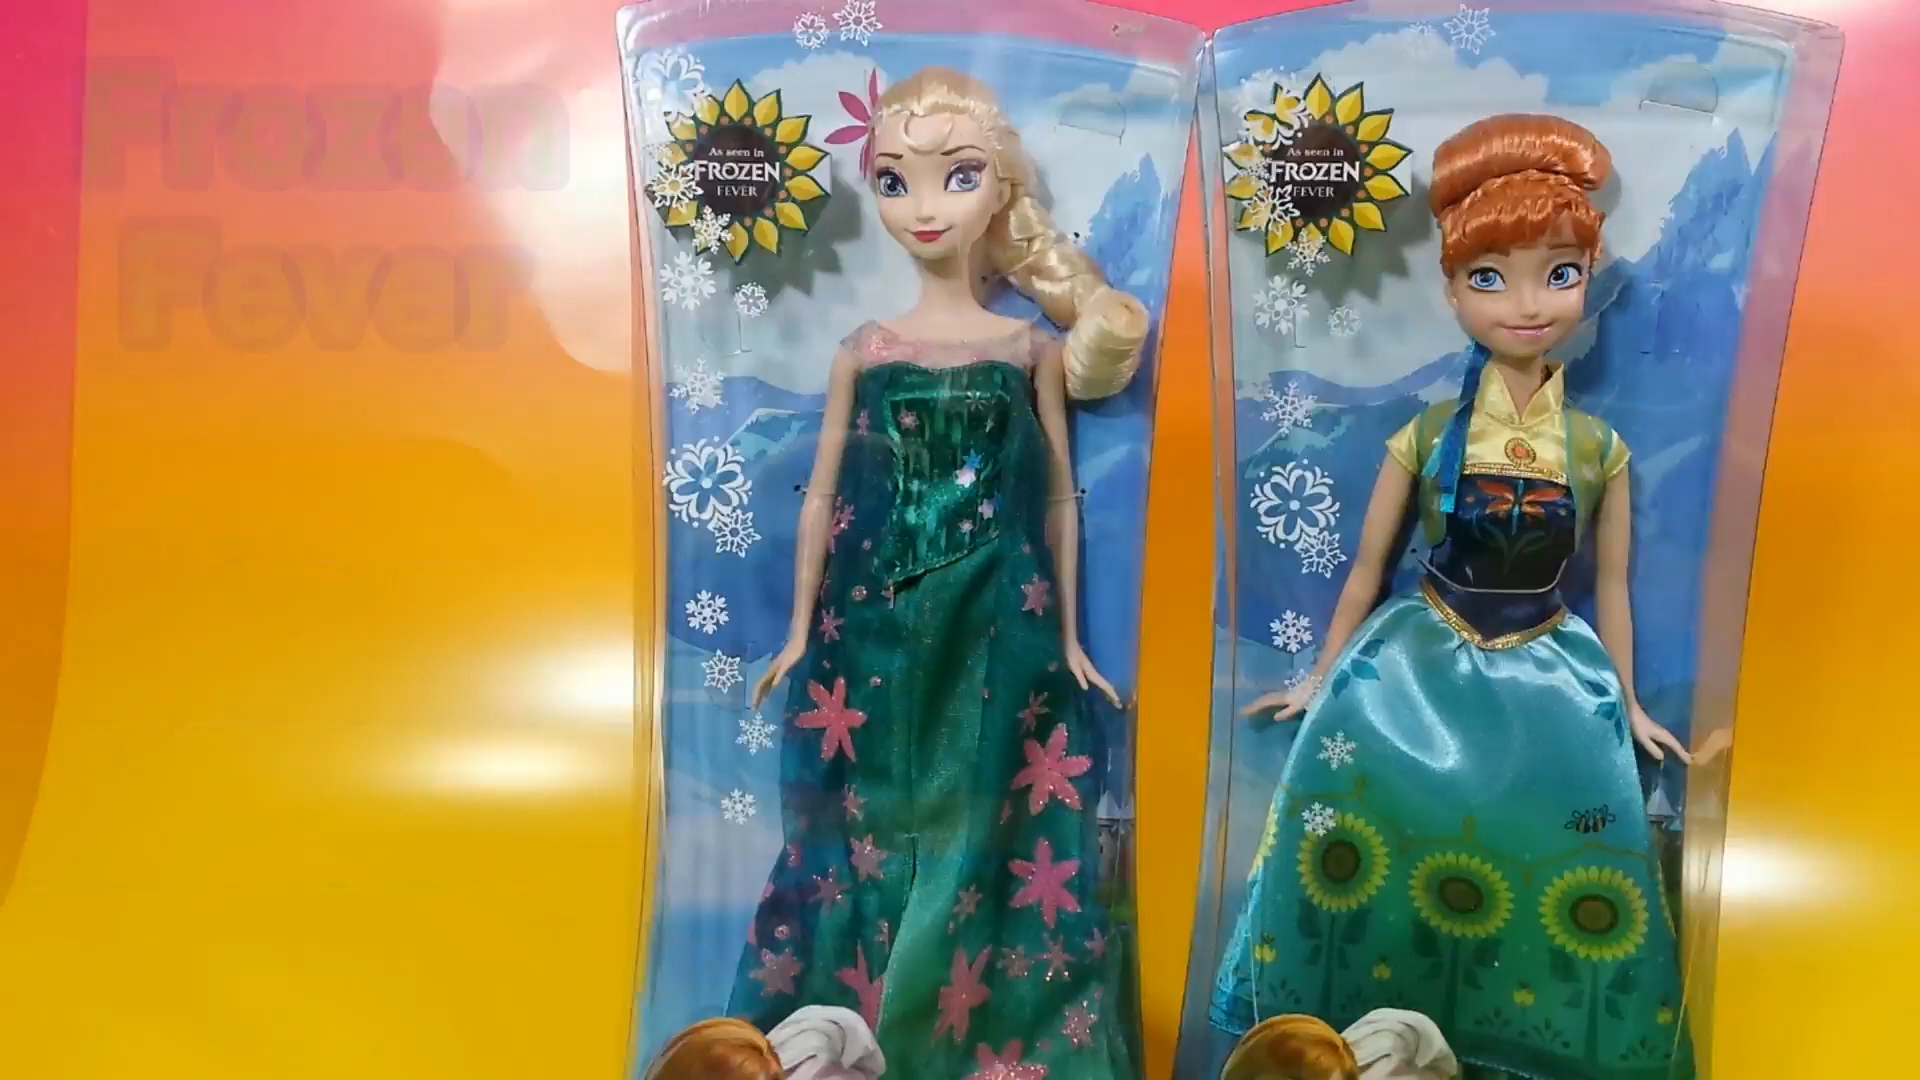 Frozen
Fever
As seen in
FROZEN
FEVER
As seen in
FROZEN
FEVER